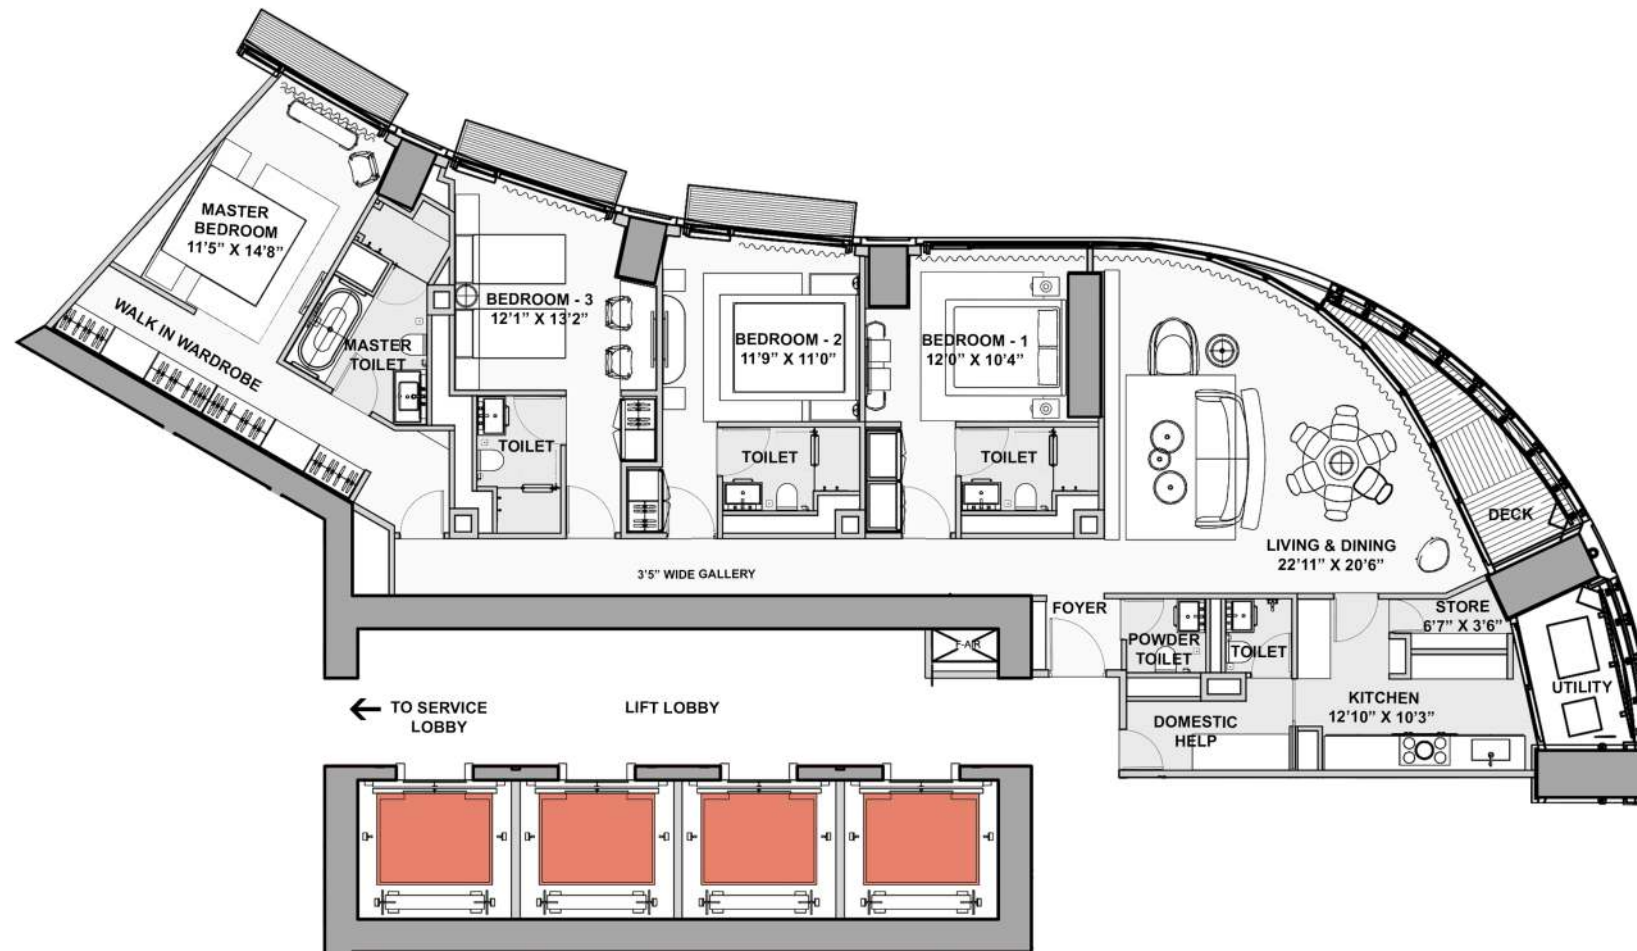 MASTER
BEDROOM
11’5” X 14’8”
WALK IN WARDROBE
MASTER
TOILET
BEDROOM - 3
12’1” X 13’2”
TOILET
BEDROOM - 2
11’9” X 11’0”
TOILET
BEDROOM - 1
12’0” X 10’4”
TOILET
DECK
LIVING & DINING
22’11” X 20’6”
3’5” WIDE GALLERY
FOYER
F-AIR
POWDER
TOILET
TOILET
STORE
6’7” X 3’6”
UTILITY
KITCHEN
12’10” X 10’3”
DOMESTIC
HELP
TO SERVICE
LOBBY
LIFT LOBBY